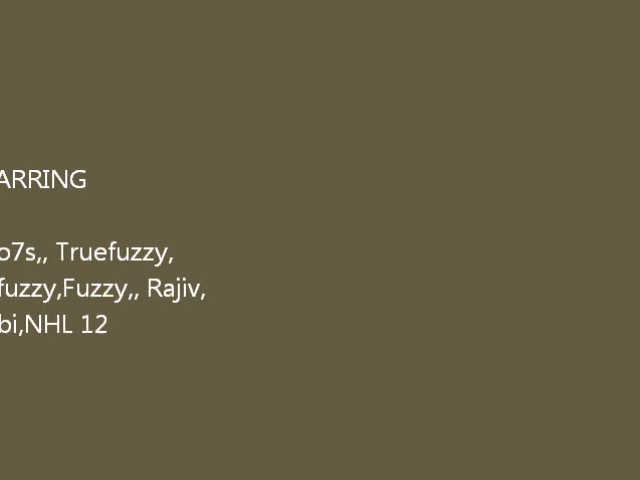 ARRING
o7s,, Truefuzzy,
fuzzy,Fuzzy,, Rajiv,
bi,NHL 12